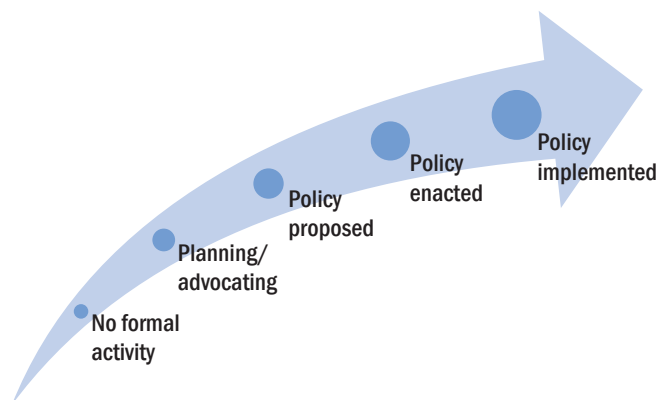 No formal
activity
Planning/
advocating
Policy
proposed
Policy
enacted
Policy
implemented